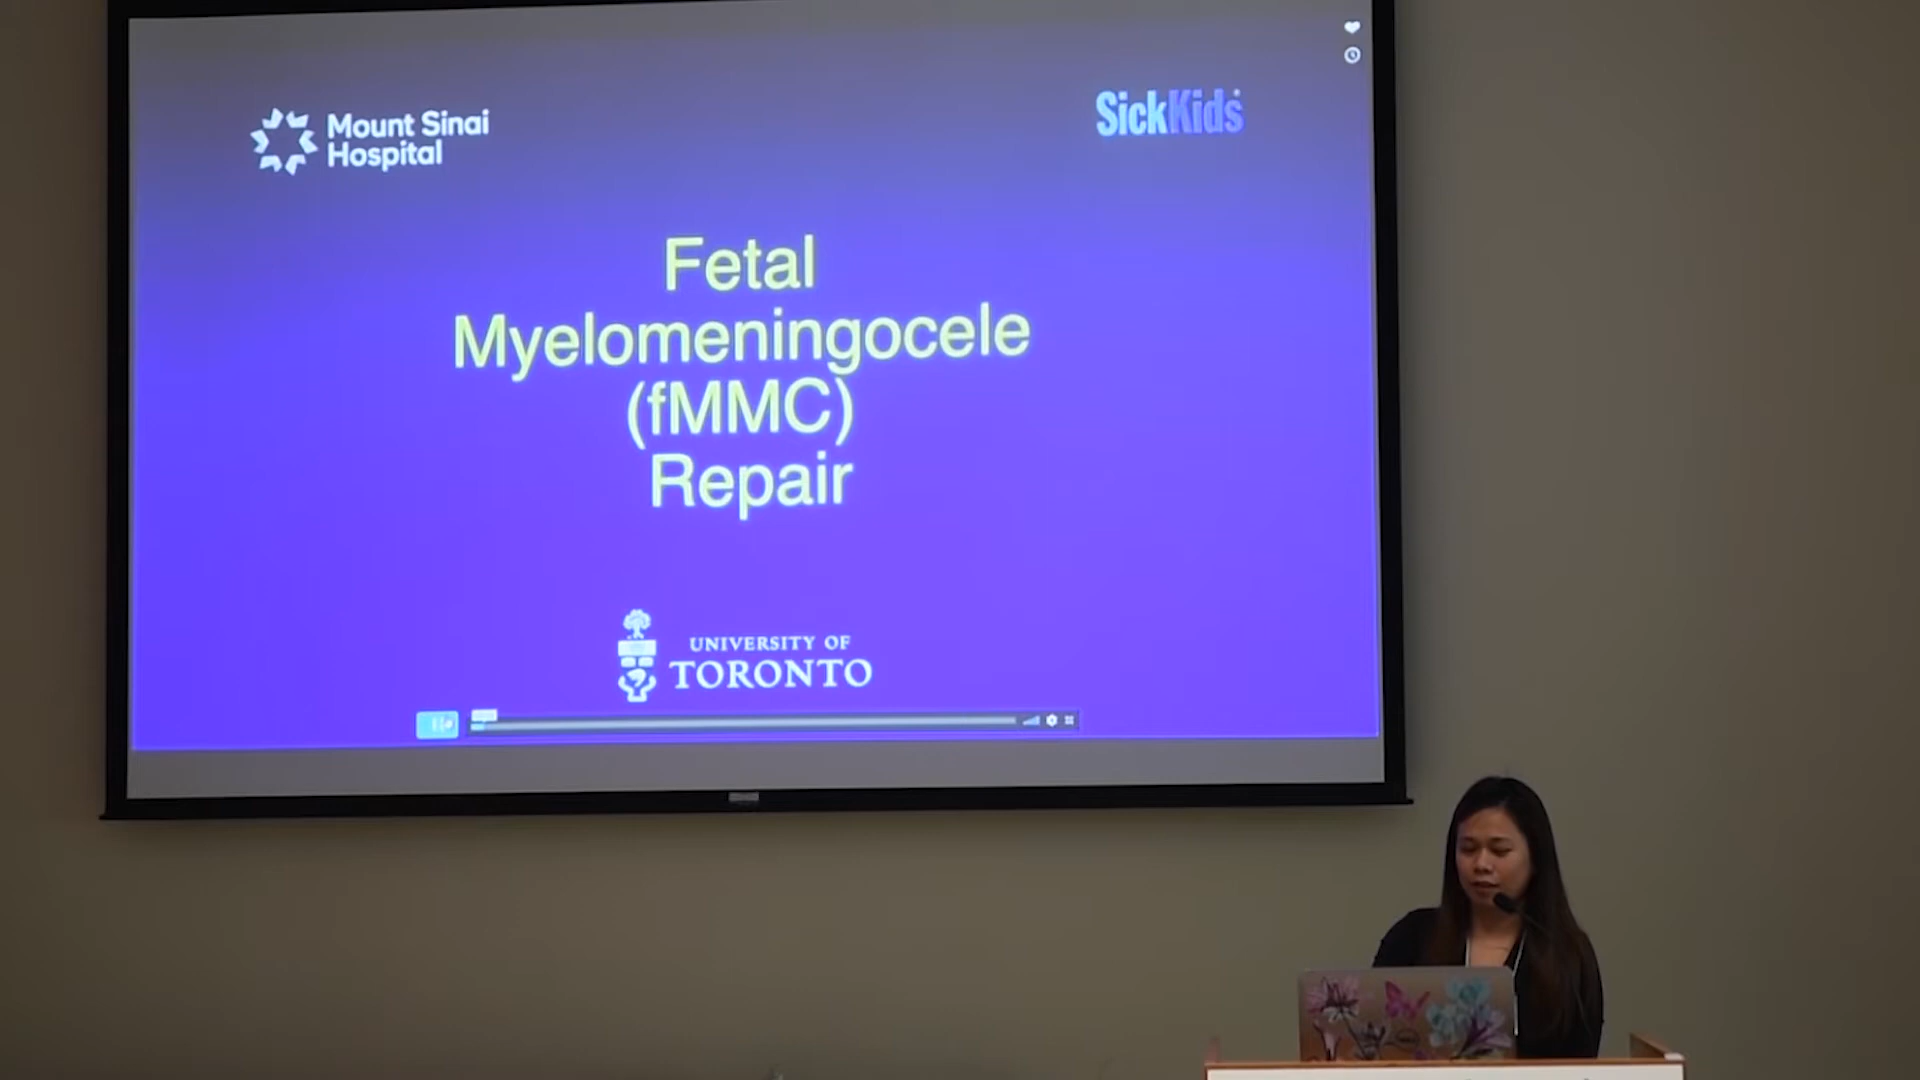 Mount Sinai
Hospital
SickKids
Fetal
Myelomeningocele
(fMMC)
Repair
UNIVERSITY OF
TORONTO